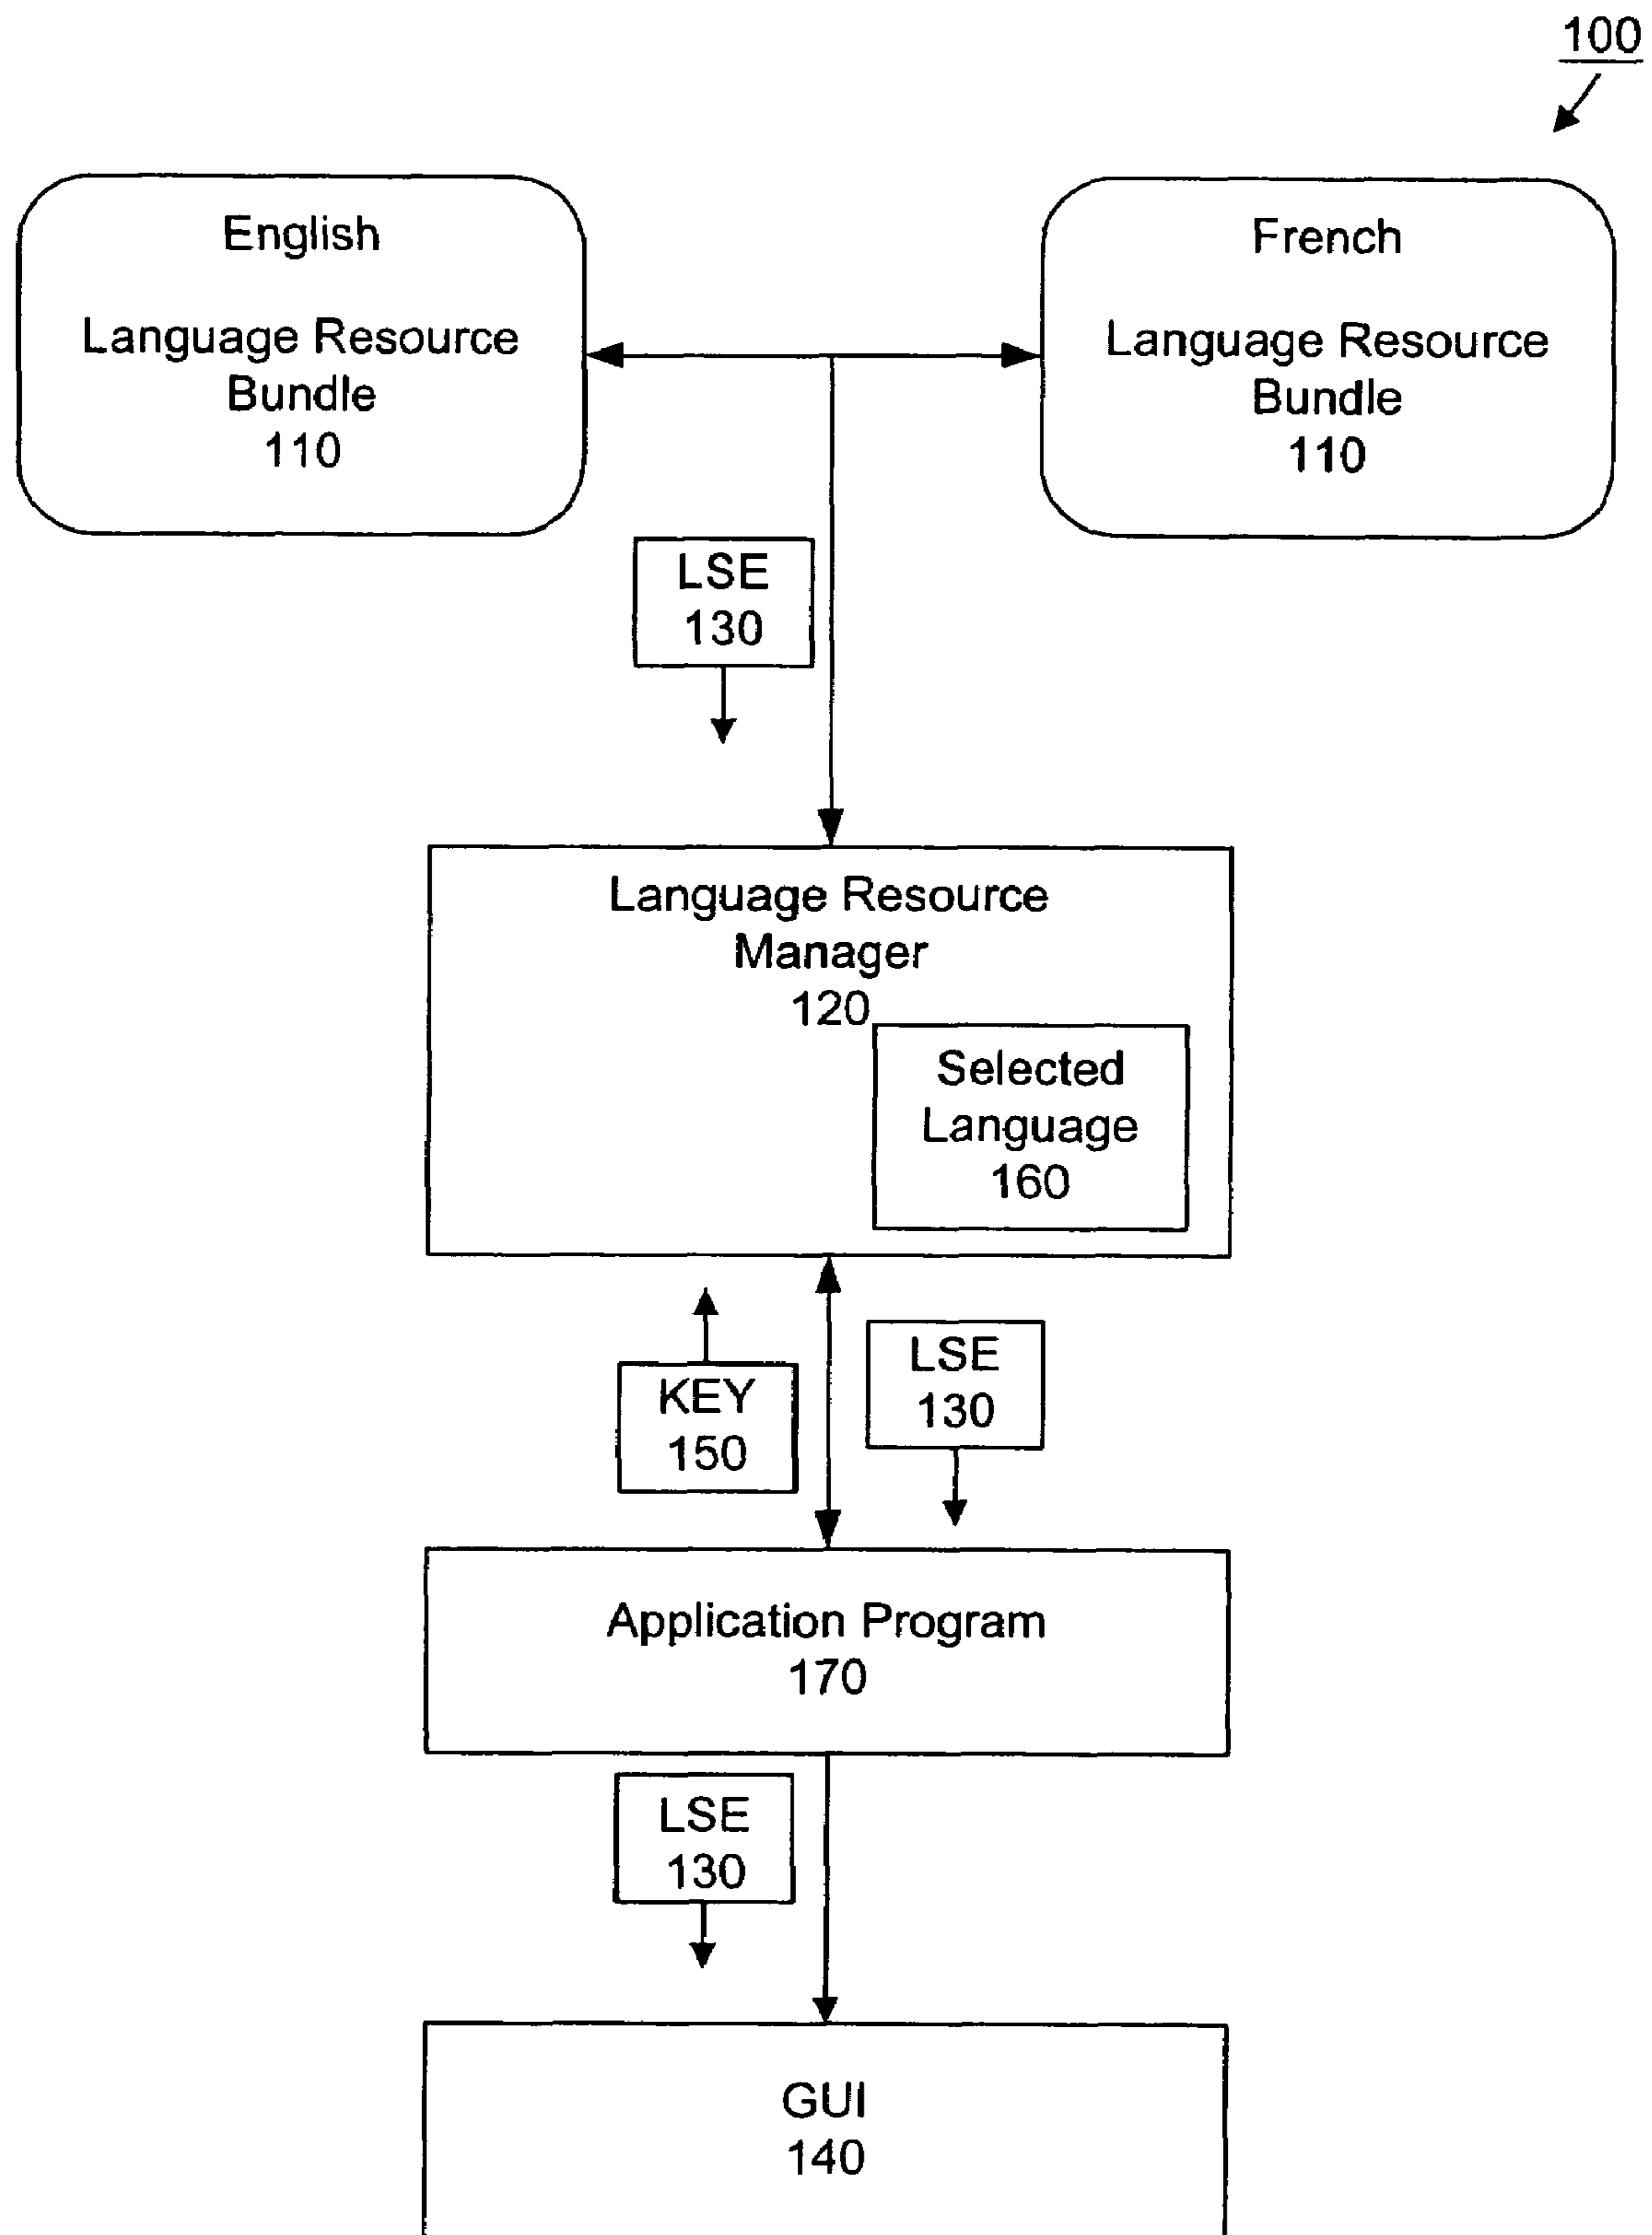 100
English
Language Resource
Bundle
110
French
Language Resource
Bundle
110
LSE
130
Language Resource
Manager
120
Selected
Language
160
KEY
150
LSE
130
Application Program
170
LSE
130
GUI
140